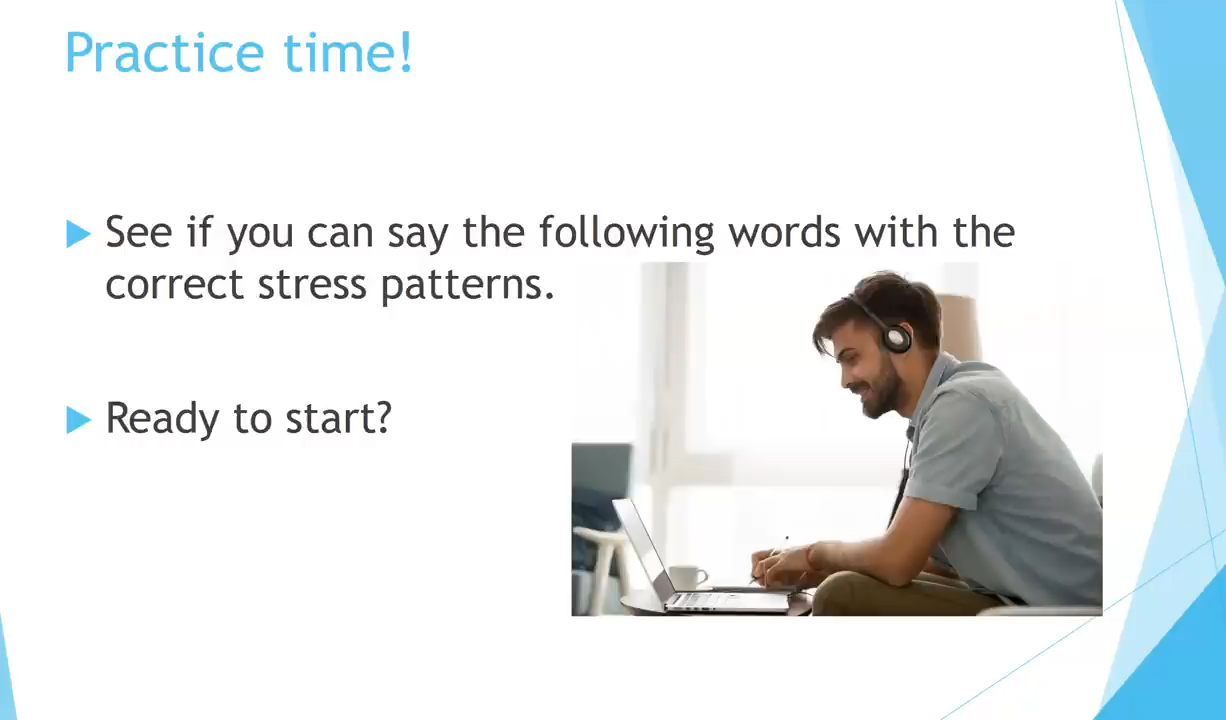 Practice time!
See if you can say the following words with the
correct stress patterns.
Ready to start?